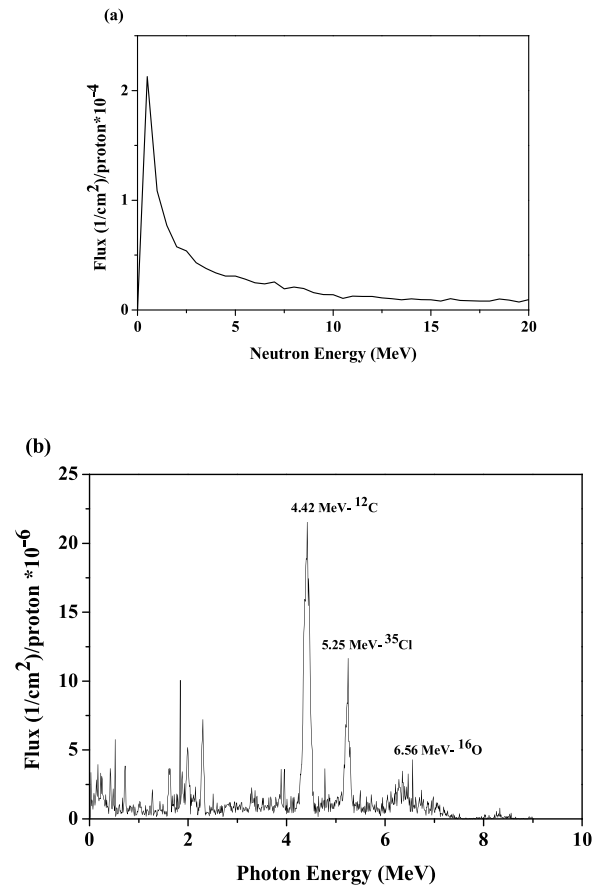 (a)
Flux (1/cm²)/proton*10⁻⁴
2
1
0
0 5 10 15 20
Neutron Energy (MeV)
(b)
Flux (1/cm²)/proton *10⁻⁶
25
20
15
10
5
0
4.42 MeV- ¹²C
5.25 MeV- ³⁵Cl
6.56 MeV- ¹⁶O
0 2 4 6 8 10
Photon Energy (MeV)